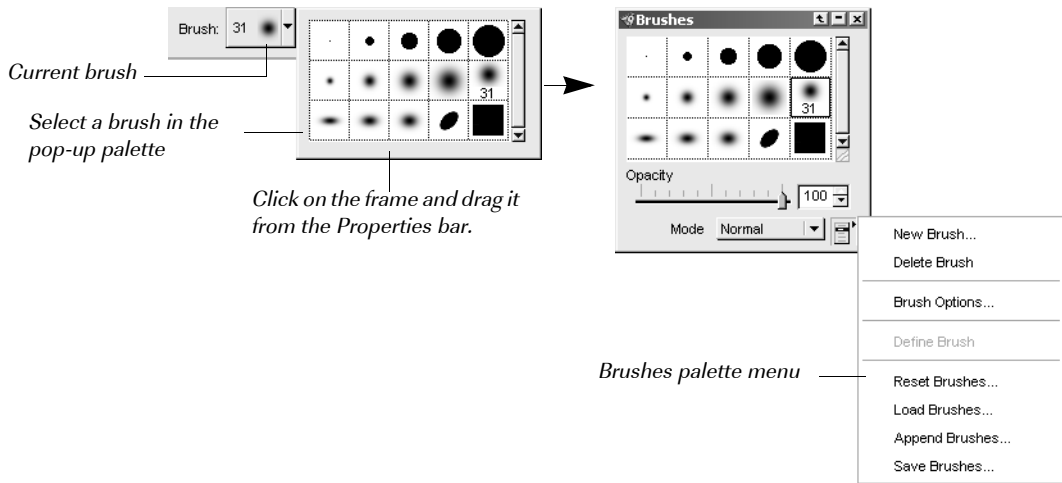 Brush: 31
31
Current brush
Select a brush in the
pop-up palette
Click on the frame and drag it
from the Properties bar.
Brushes
31
Opacity
100
Mode Normal
New Brush...
Delete Brush
Brush Options...
Define Brush
Brushes palette menu
Reset Brushes...
Load Brushes...
Append Brushes...
Save Brushes...